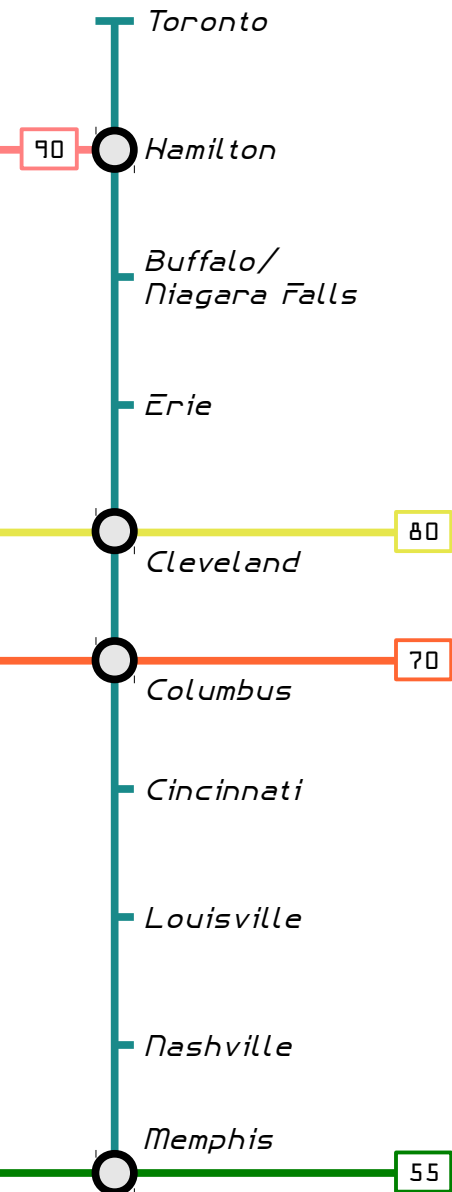 Toronto
90 Hamilton
Buffalo/
Niagara Falls
Erie
80
Cleveland
70
Columbus
Cincinnati
Louisville
Nashville
Memphis
55